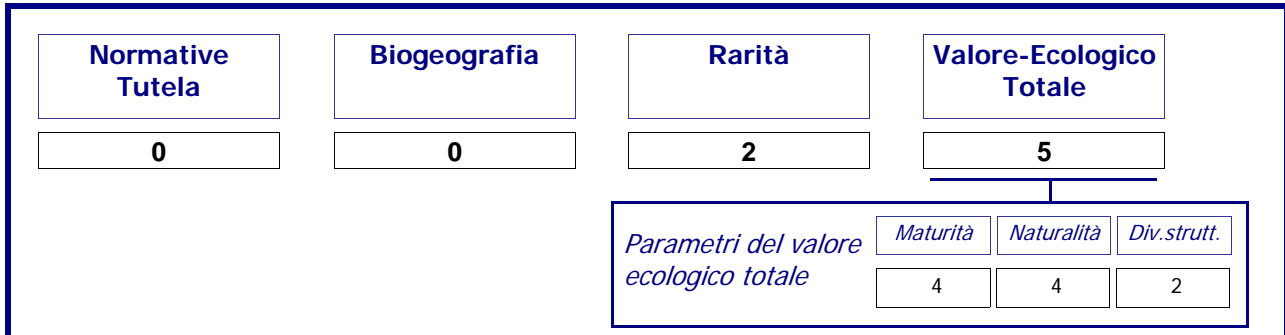 Normative Tutela
Biogeografia
Rarità
Valore-Ecologico Totale
0
0
2
5
Parametri del valore ecologico totale
Maturità
Naturalità
Div.strutt.
4
4
2